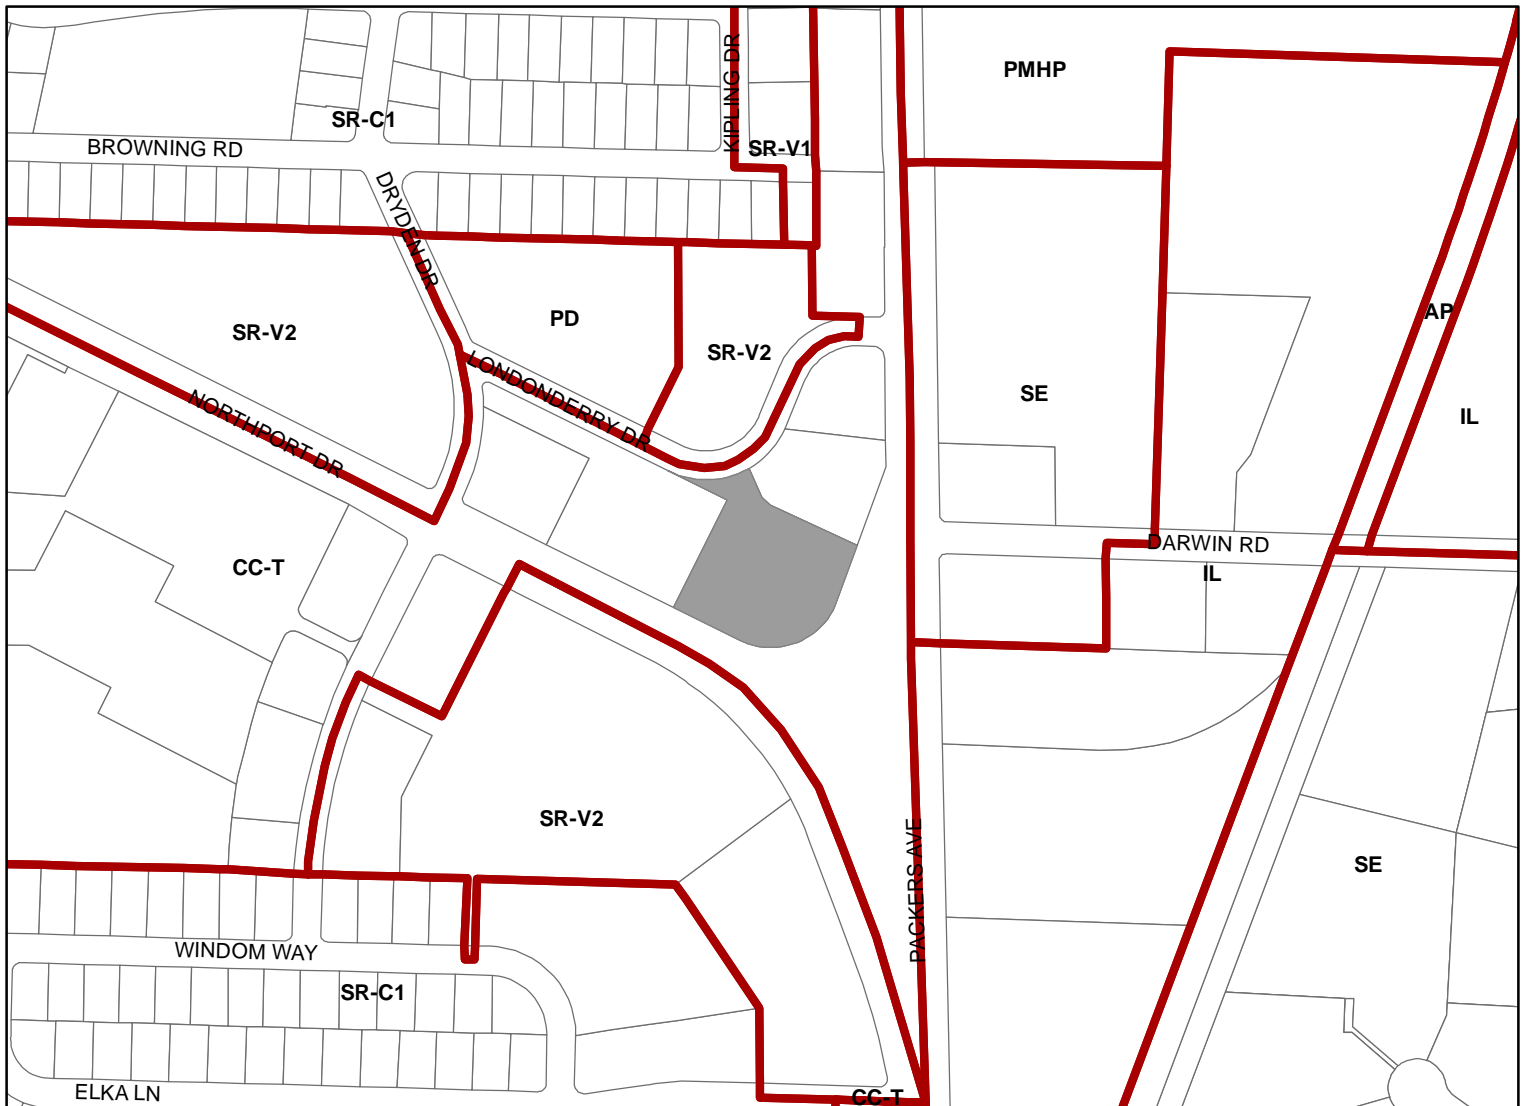 PMHP
KIPLING DR
SR-C1
BROWNING RD
SR-V1
DRYDEN DR
SR-V2
PD
SR-V2
AP
LONDONDERRY DR
SE
NORTHPORT DR
IL
DARWIN RD
CC-T
IL
SR-V2
PACKERS AVE
SE
WINDOM WAY
SR-C1
ELKA LN
CC-T